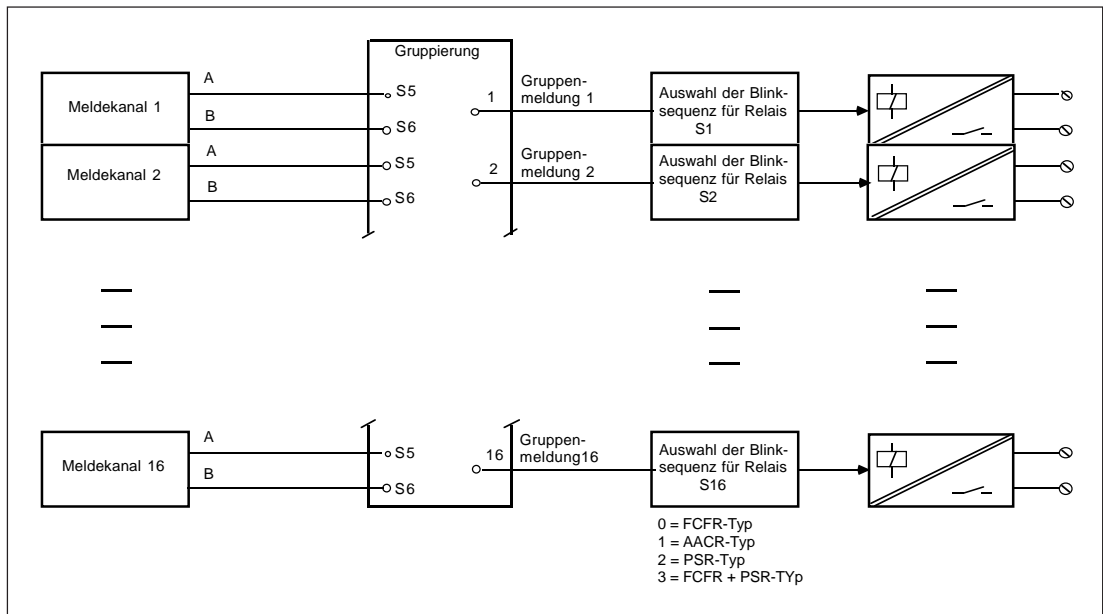 Gruppierung
Meldekanal 1
A
B
S5
S6
1
Gruppen-
meldung 1
Auswahl der Blink-
sequenz für Relais
S1
Meldekanal 2
A
B
S5
S6
2
Gruppen-
meldung 2
Auswahl der Blink-
sequenz für Relais
S2
Meldekanal 16
A
B
S5
S6
16
Gruppen-
meldung16
Auswahl der Blink-
sequenz für Relais
S16
0 = FCFR-Typ
1 = AACR-Typ
2 = PSR-Typ
3 = FCFR + PSR-TYp